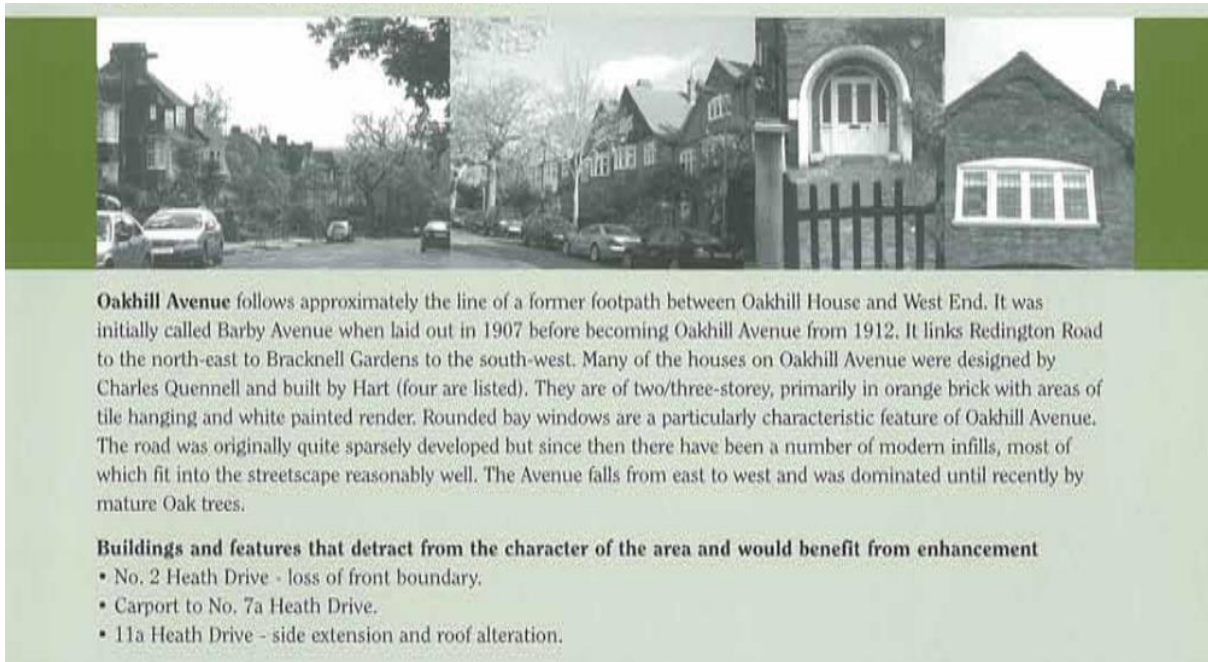 Oakhill Avenue follows approximately the line of a former footpath between Oakhill House and West End. It was
initially called Barby Avenue when laid out in 1907 before becoming Oakhill Avenue from 1912. It links Redington Road
to the north-east to Bracknell Gardens to the south-west. Many of the houses on Oakhill Avenue were designed by
Charles Quennell and built by Hart (four are listed). They are of two/three-storey, primarily in orange brick with areas of
tile hanging and white painted render. Rounded bay windows are a particularly characteristic feature of Oakhill Avenue.
The road was originally quite sparsely developed but since then there have been a number of modern infills, most of
which fit into the streetscape reasonably well. The Avenue falls from east to west and was dominated until recently by
mature Oak trees.
Buildings and features that detract from the character of the area and would benefit from enhancement
• No. 2 Heath Drive - loss of front boundary.
• Carport to No. 7a Heath Drive.
• 11a Heath Drive - side extension and roof alteration.